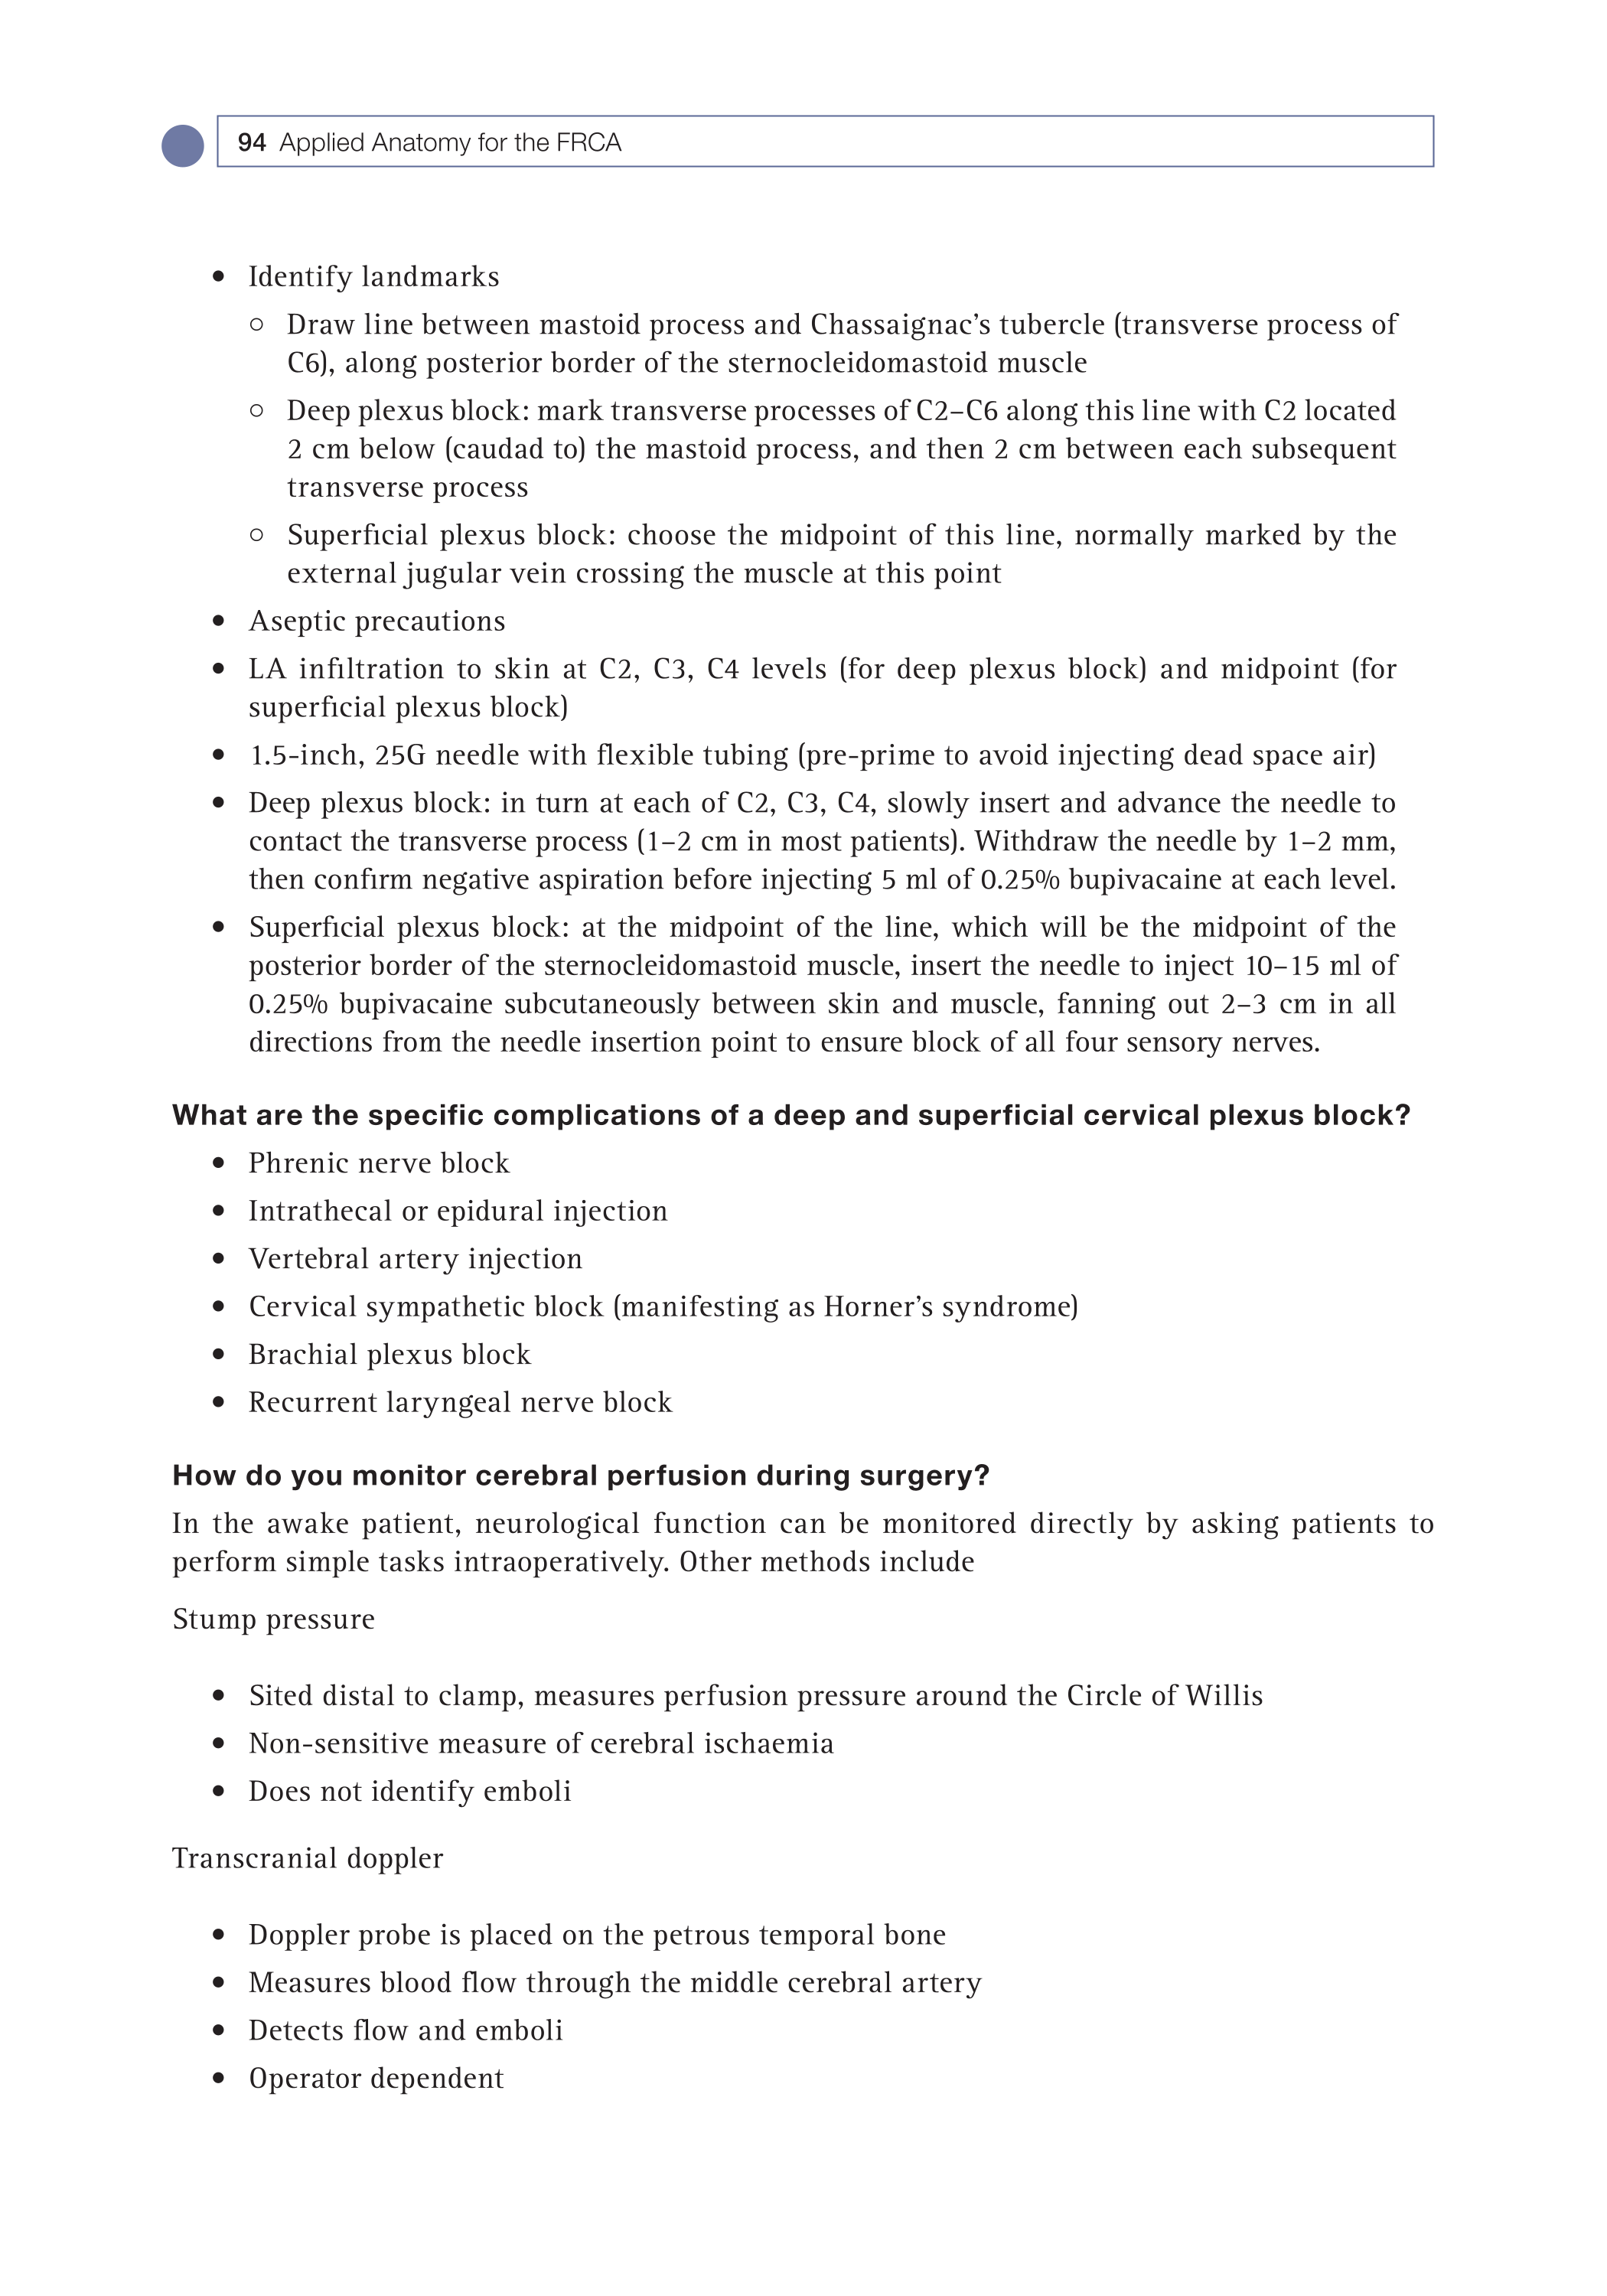 94 Applied Anatomy for the FRCA
• Identify landmarks
○ Draw line between mastoid process and Chassaignac’s tubercle (transverse process of
C6), along posterior border of the sternocleidomastoid muscle
○ Deep plexus block: mark transverse processes of C2–C6 along this line with C2 located
2 cm below (caudad to) the mastoid process, and then 2 cm between each subsequent
transverse process
○ Superficial plexus block: choose the midpoint of this line, normally marked by the
external jugular vein crossing the muscle at this point
• Aseptic precautions
• LA infiltration to skin at C2, C3, C4 levels (for deep plexus block) and midpoint (for
superficial plexus block)
• 1.5-inch, 25G needle with flexible tubing (pre-prime to avoid injecting dead space air)
• Deep plexus block: in turn at each of C2, C3, C4, slowly insert and advance the needle to
contact the transverse process (1–2 cm in most patients). Withdraw the needle by 1–2 mm,
then confirm negative aspiration before injecting 5 ml of 0.25% bupivacaine at each level.
• Superficial plexus block: at the midpoint of the line, which will be the midpoint of the
posterior border of the sternocleidomastoid muscle, insert the needle to inject 10–15 ml of
0.25% bupivacaine subcutaneously between skin and muscle, fanning out 2–3 cm in all
directions from the needle insertion point to ensure block of all four sensory nerves.
What are the specific complications of a deep and superficial cervical plexus block?
• Phrenic nerve block
• Intrathecal or epidural injection
• Vertebral artery injection
• Cervical sympathetic block (manifesting as Horner’s syndrome)
• Brachial plexus block
• Recurrent laryngeal nerve block
How do you monitor cerebral perfusion during surgery?
In the awake patient, neurological function can be monitored directly by asking patients to
perform simple tasks intraoperatively. Other methods include
Stump pressure
• Sited distal to clamp, measures perfusion pressure around the Circle of Willis
• Non-sensitive measure of cerebral ischaemia
• Does not identify emboli
Transcranial doppler
• Doppler probe is placed on the petrous temporal bone
• Measures blood flow through the middle cerebral artery
• Detects flow and emboli
• Operator dependent